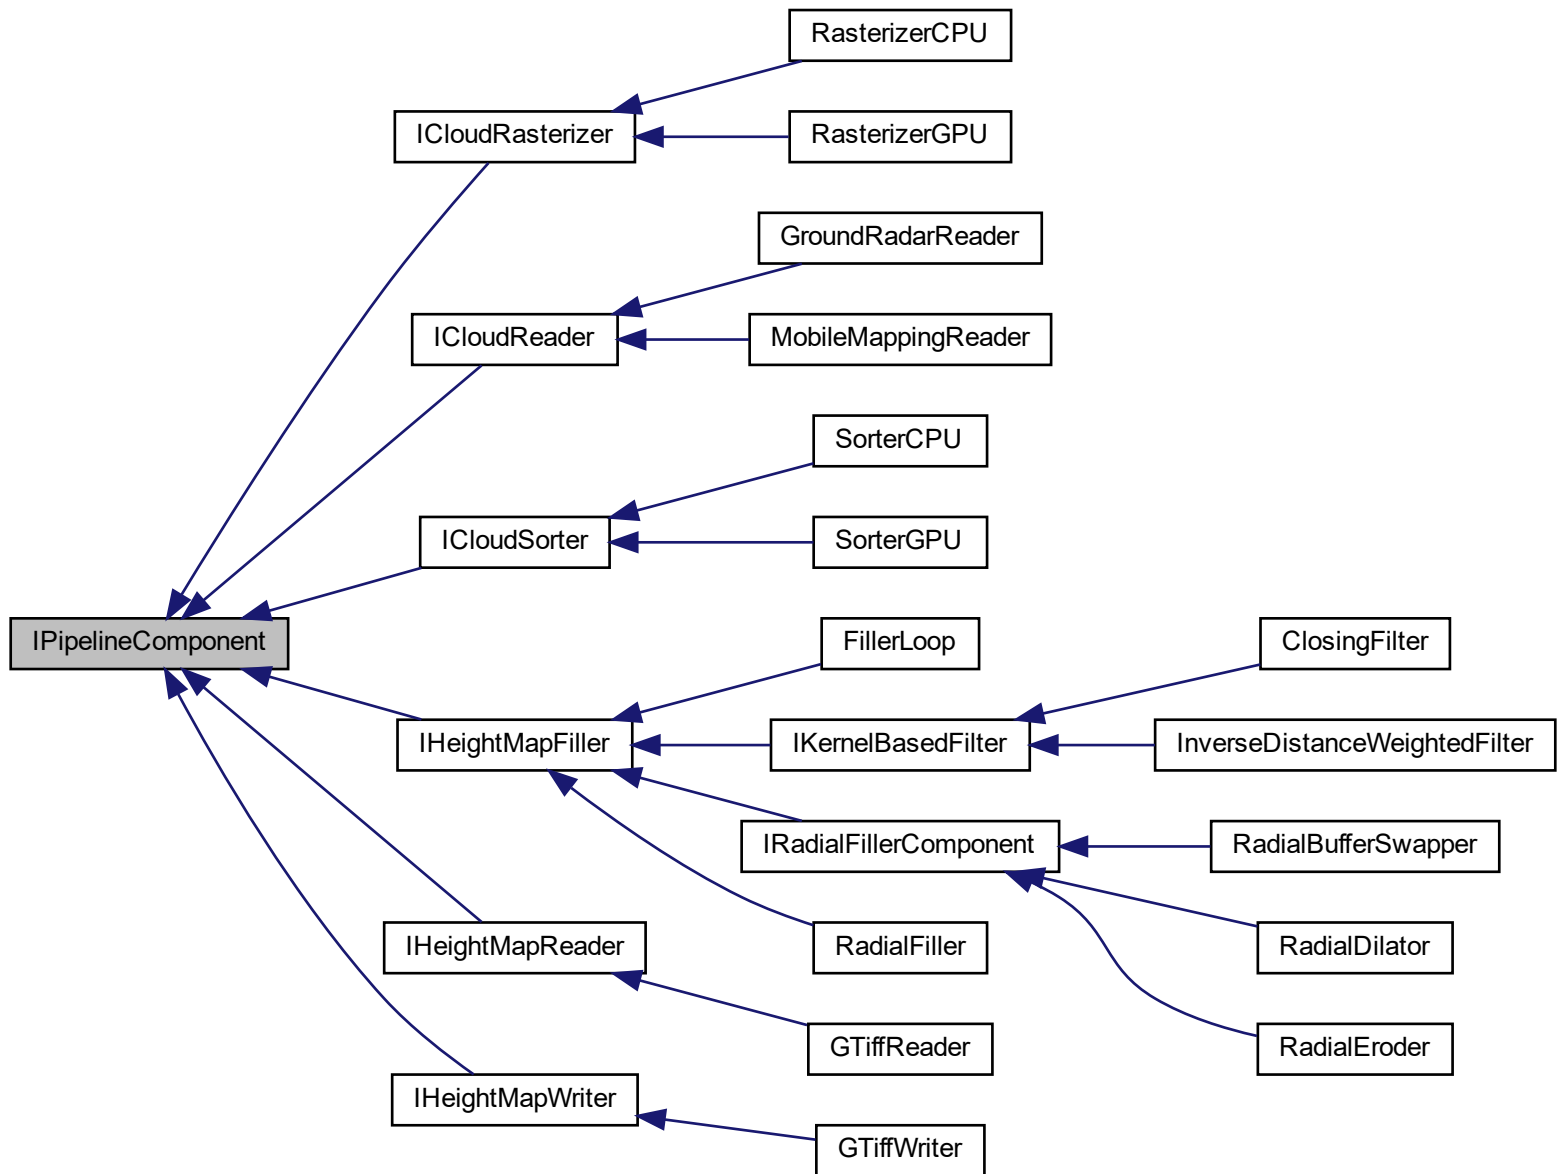 RasterizerCPU
ICloudRasterizer
RasterizerGPU
GroundRadarReader
ICloudReader
MobileMappingReader
SorterCPU
ICloudSorter
SorterGPU
IPipelineComponent
FillerLoop
ClosingFilter
IHeightMapFiller
IKernelBasedFilter
InverseDistanceWeightedFilter
IRadialFillerComponent
RadialBufferSwapper
IHeightMapReader
RadialFiller
RadialDilator
GTiffReader
RadialEroder
IHeightMapWriter
GTiffWriter